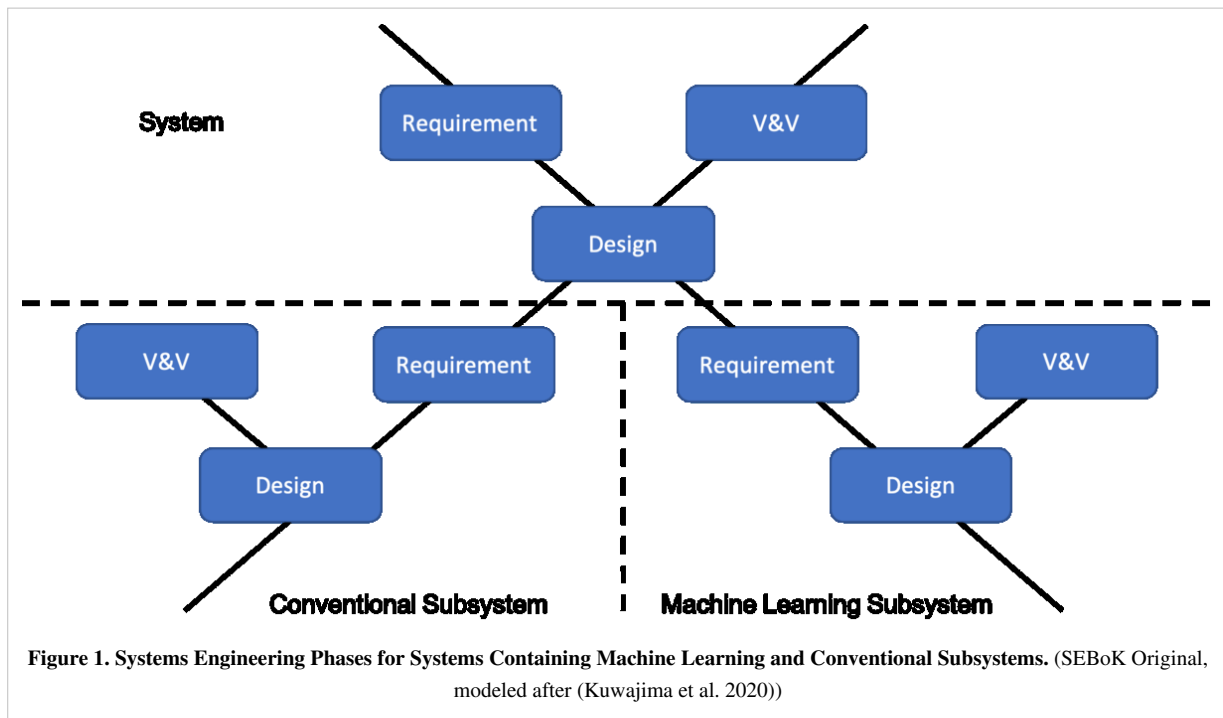 System
Requirement
V&V
Design
V&V
Requirement
Requirement
V&V
Design
Design
Conventional Subsystem
Machine Learning Subsystem
Figure 1. Systems Engineering Phases for Systems Containing Machine Learning and Conventional Subsystems. (SEBoK Original,
modeled after (Kuwajima et al. 2020))